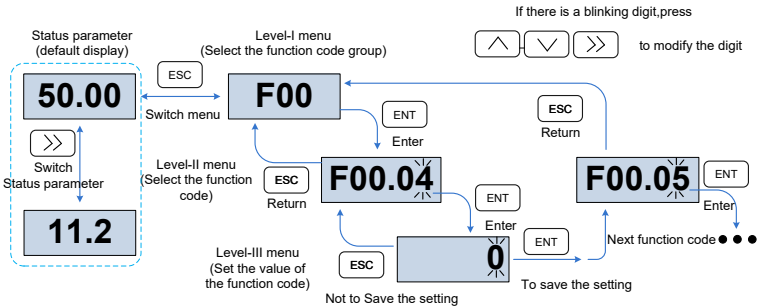 If there is a blinking digit,press
to modify the digit
Status parameter
(default display)
Level-I menu
(Select the function code group)
50.00
ESC
Switch menu
F00
ENT
Enter
ESC
Return
Switch
Status parameter
11.2
Level-II menu
(Select the function
code)
ESC
Return
F00.04
ENT
Enter
F00.05
ENT
Enter
Next function code
Level-III menu
(Set the value of
the function code)
ESC
0
ENT
Not to Save the setting
To save the setting